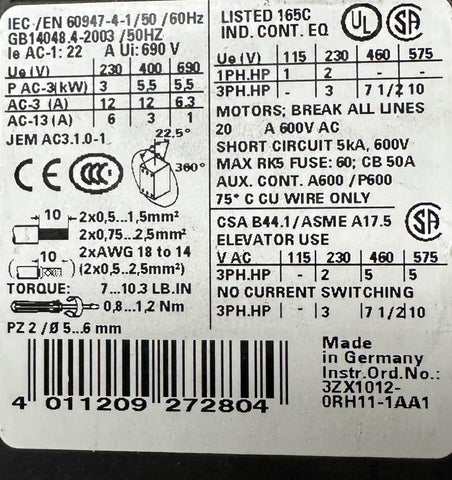 IEC/EN 60947-4-1/50/60Hz
GB14048.4-2003/50HZ
Ie AC-1: 22 A Ui: 690 V
Ue (V) 230 400 690
P AC-3(kW) 3 5,5 5,5
AC-3 (A) 12 12 6.3
AC-13 (A) 6 3 1
JEM AC3.1.0-1
22.5°
360°
CE CCC
10 2x0,5...1,5mm²
2x0,75...2,5mm²
2xAWG 18 to 14
10 (2x0,5...2,5mm²)
TORQUE: 7...10.3 LB.IN
0,8...1,2 Nm
PZ 2 / Ø 5...6 mm
LISTED 165C
IND. CONT. EQ
UL SA
Ue (V) 115 230 460 575
1PH.HP 1 2
3PH.HP - 3 7 1/2 10
MOTORS; BREAK ALL LINES
20 A 600V AC
SHORT CIRCUIT 5kA, 600V
MAX RK5 FUSE: 60; CB 50A
AUX. CONT. A600 /P600
75° C CU WIRE ONLY
CSA B44.1/ASME A17.5
ELEVATOR USE
SA
V AC 115 230 460 575
3PH.HP - 2 5 5
NO CURRENT SWITCHING
3PH.HP - 3 7 1/2 10
4 011209 272804
Made
in Germany
Instr.Ord.No.:
3ZX1012-
0RH11-1AA1